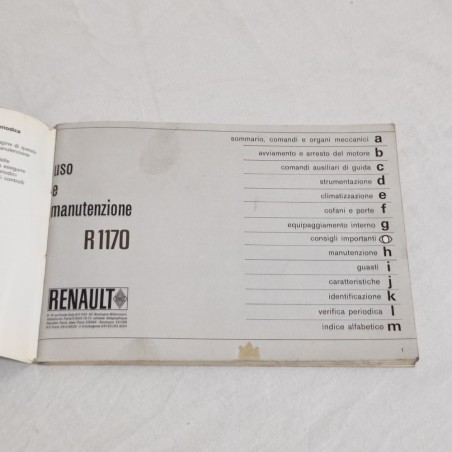 uso
e
manutenzione
R 1170
RENAULT
sommario, comandi e organi meccanici a
avviamento e arresto del motore b
comandi ausiliari di guida c
strumentazione d
climatizzazione e
cofani e porte f
equipaggiamento interno g
consigli importanti
manutenzione h
guasti i
caratteristiche j
identificazione k
verifica periodica l
indice alfabetico m
1